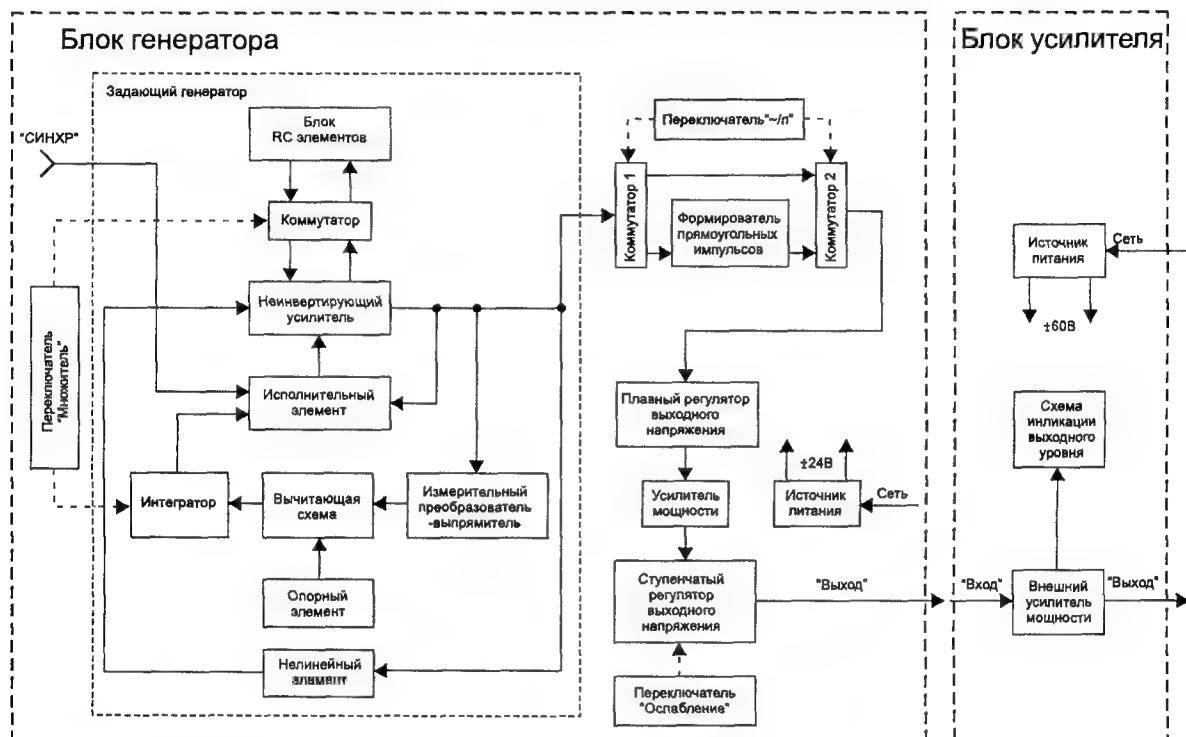 Блок генератора
Блок усилителя
Задающий генератор
"СИНХР"
Блок
RC элементов
Коммутатор
Неинвертирующий
усилитель
Исполнительный
элемент
Переключатель
"Множитель"
Интегратор
Вычитающая
схема
Измерительный
преобразователь
-выпрямитель
Опорный
элемент
Нелинейный
элемент
Переключатель"~/п"
Коммутатор 1
Формирователь
прямоугольных
импульсов
Коммутатор 2
Плавный регулятор
выходного
напряжения
±24В
Усилитель
мощности
Источник
питания
Сеть
Ступенчатый
регулятор
выходного
напряжения
"Выход"
Переключатель
"Ослабление"
Источник
питания
Сеть
±60В
Схема
инликации
выходного
уровня
"Вход"
Внешний
усилитель
мощности
"Выход"